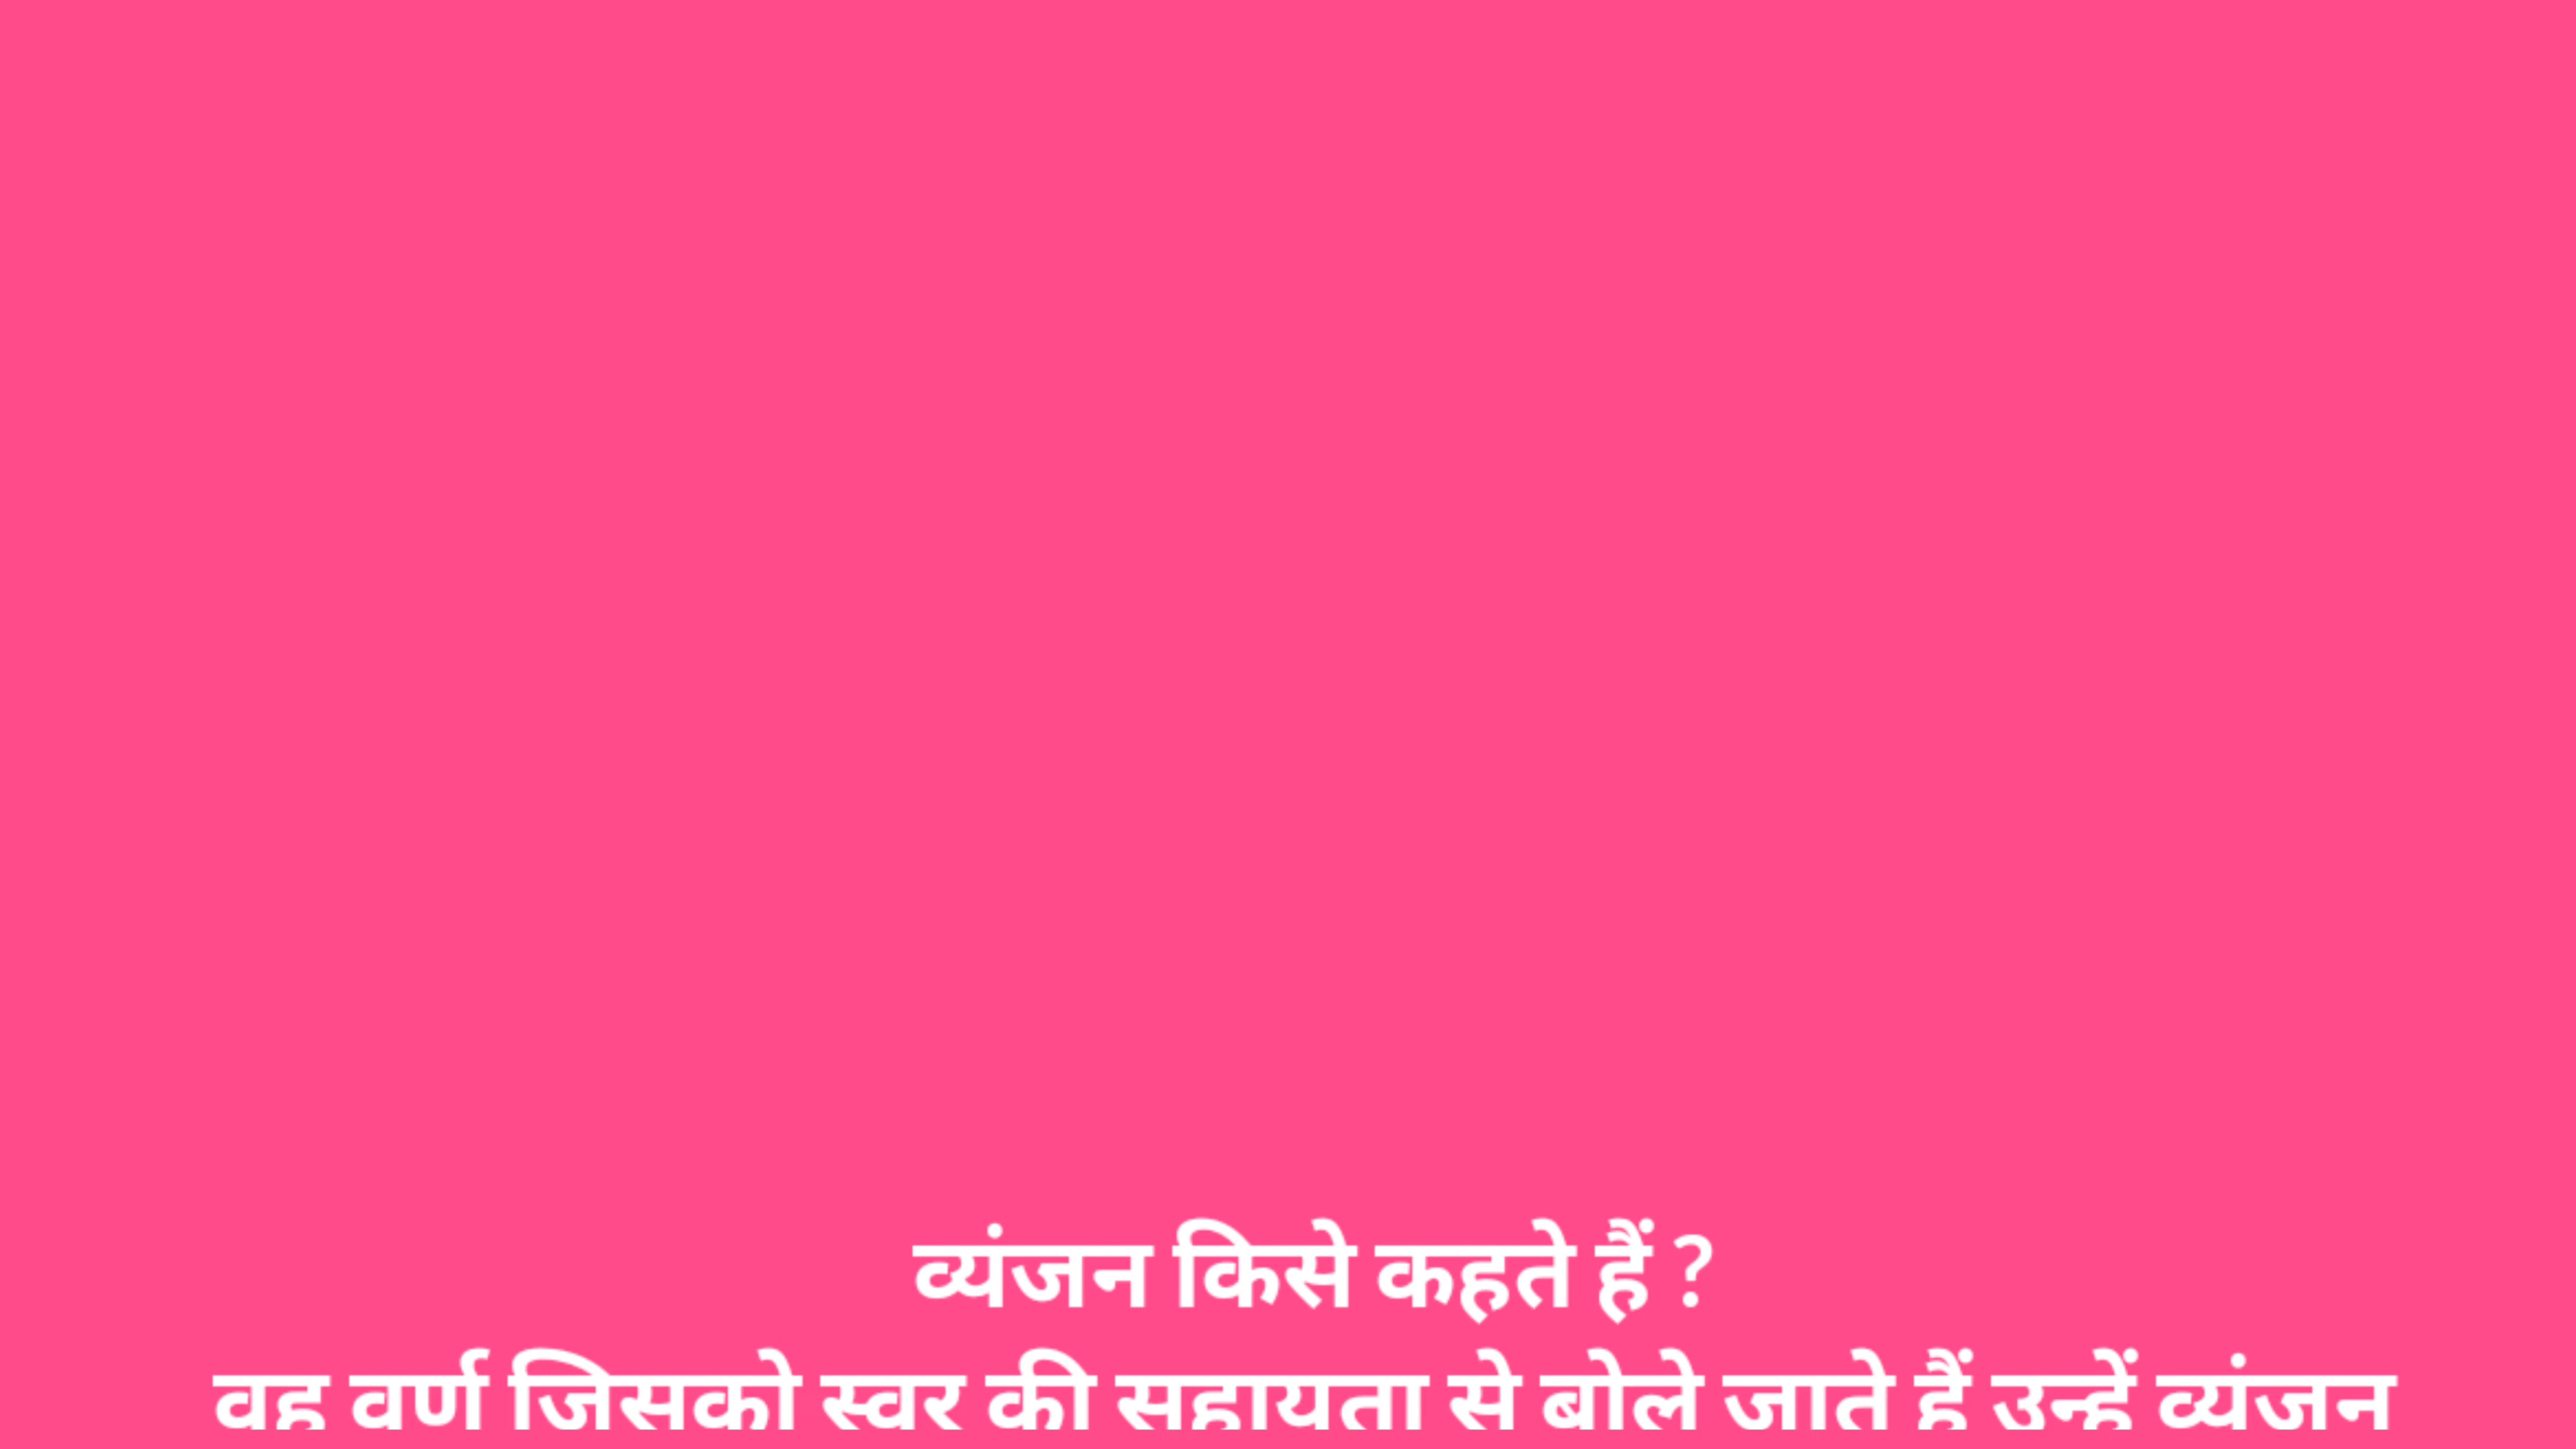 व्यंजन किसे कहते हैं ?
वह वर्ण जिसको स्वर की सहायता से बोले जाते हैं उन्हें व्यंजन